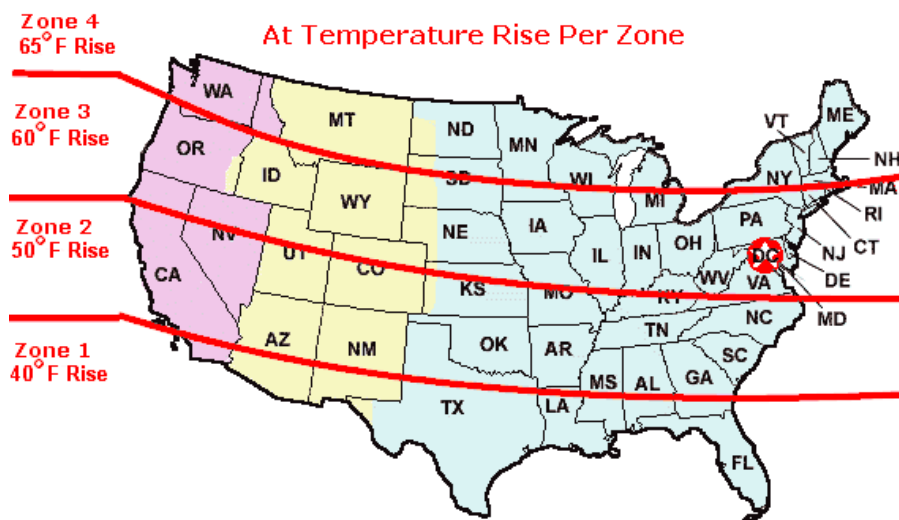 Zone 4
65°F Rise
At Temperature Rise Per Zone
Zone 3
60°F Rise
Zone 2
50°F Rise
Zone 1
40°F Rise
WA
OR
CA
NV
ID
MT
WY
UT
CO
AZ
NM
ND
SD
NE
KS
OK
TX
MN
IA
MO
AR
LA
WI
IL
MI
IN
OH
KY
TN
MS
AL
GA
FL
SC
NC
VA
WV
DC
PA
NY
VT
ME
NH
MA
RI
CT
NJ
DE
MD